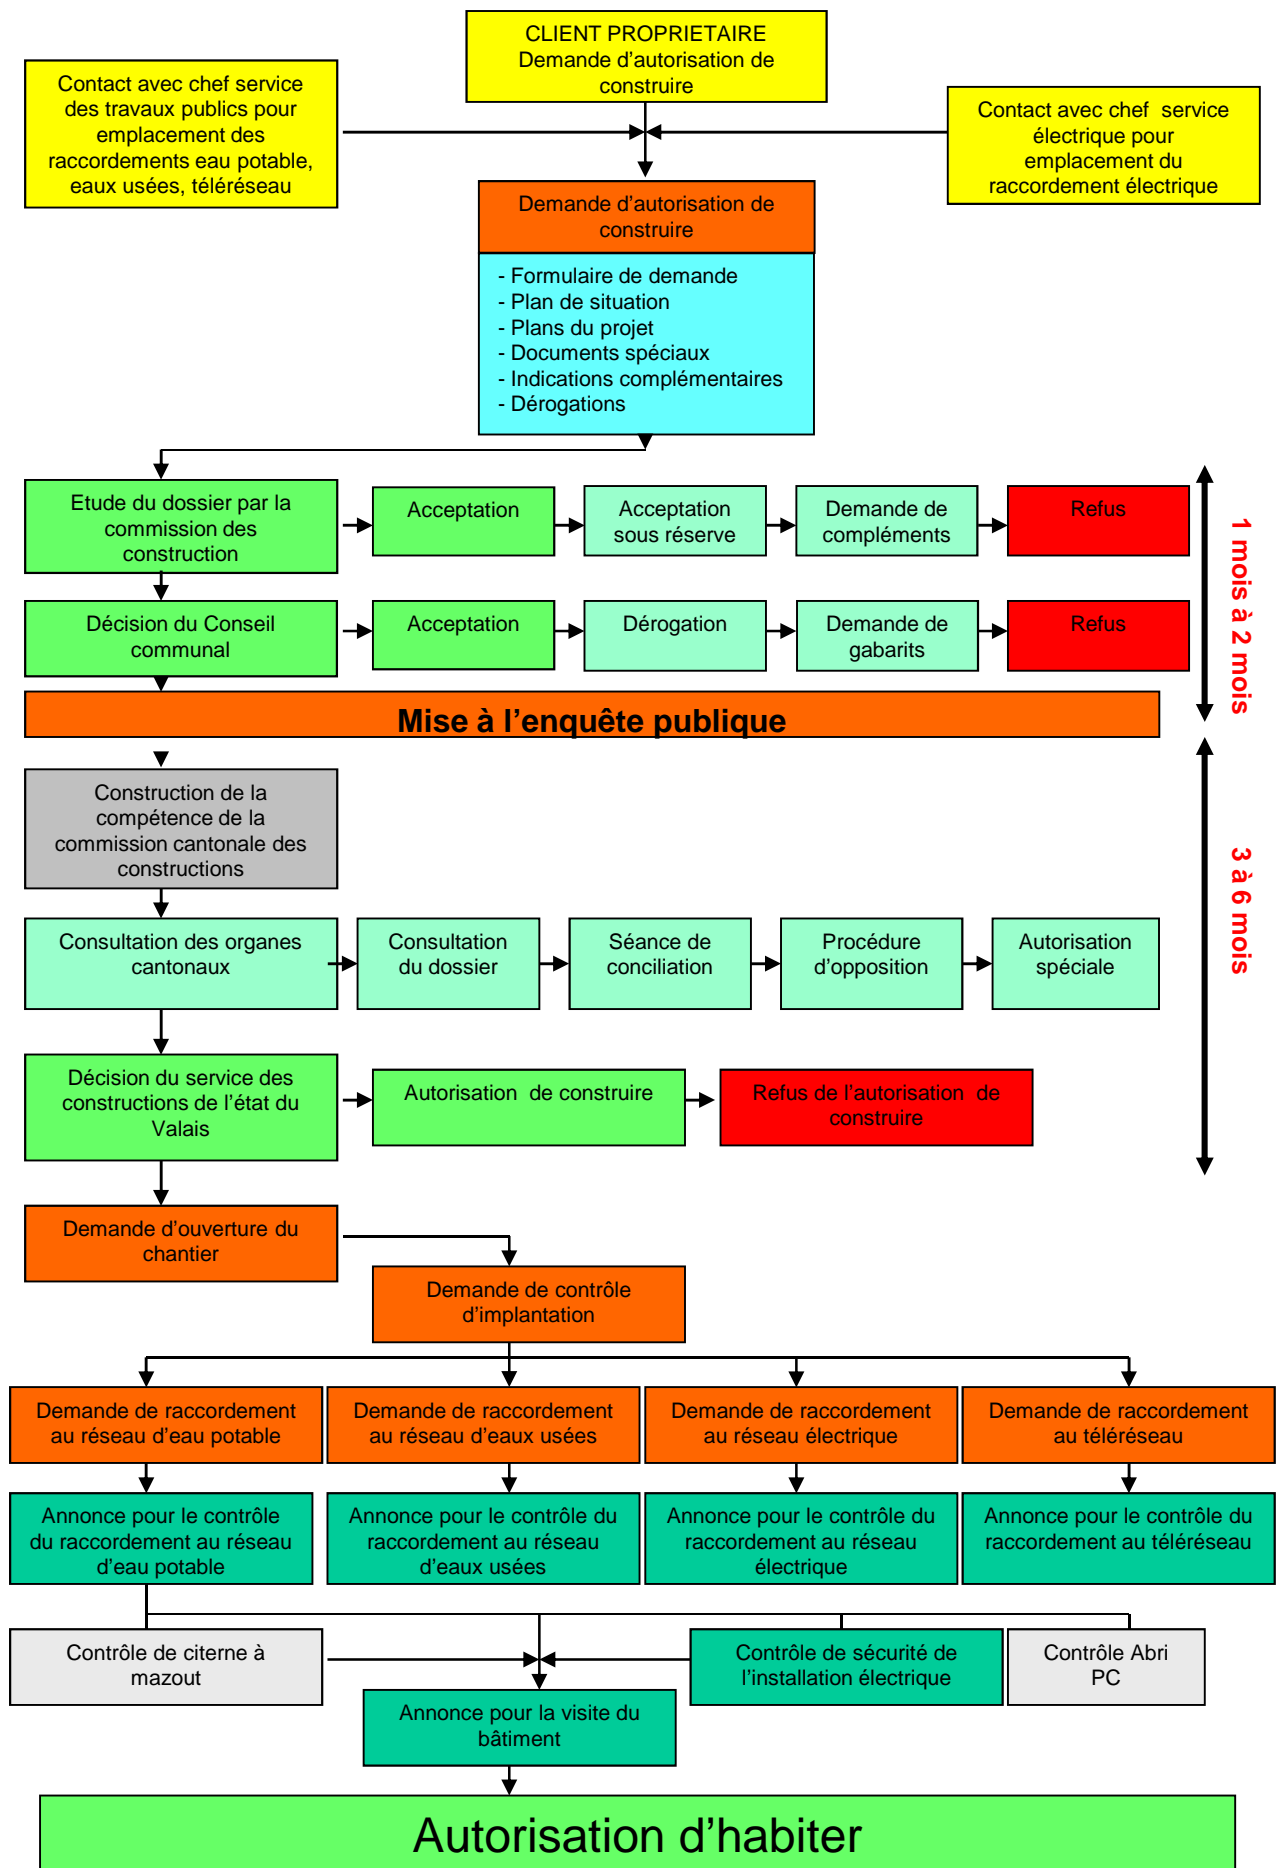 CLIENT PROPRIETAIRE
Demande d'autorisation de
construire
Contact avec chef service
des travaux publics pour
emplacement des
raccordements eau potable,
eaux usées, téléréseau
Contact avec chef service
électrique pour
emplacement du
raccordement électrique
Demande d'autorisation de
construire
- Formulaire de demande
- Plan de situation
- Plans du projet
- Documents spéciaux
- Indications complémentaires
- Dérogations
Etude du dossier par la
commission des
construction
Acceptation
Acceptation
sous réserve
Demande de
compléments
Refus
1 mois à 2 mois
Décision du Conseil
communal
Acceptation
Dérogation
Demande de
gabarits
Refus
Mise à l'enquête publique
Construction de la
compétence de la
commission cantonale des
constructions
3 à 6 mois
Consultation des organes
cantonaux
Consultation
du dossier
Séance de
conciliation
Procédure
d'opposition
Autorisation
spéciale
Décision du service des
constructions de l'état du
Valais
Autorisation de construire
Refus de l'autorisation de
construire
Demande d'ouverture du
chantier
Demande de contrôle
d'implantation
Demande de raccordement
au réseau d'eau potable
Demande de raccordement
au réseau d'eaux usées
Demande de raccordement
au réseau électrique
Demande de raccordement
au téléréseau
Annonce pour le contrôle
du raccordement au réseau
d'eau potable
Annonce pour le contrôle du
raccordement au réseau
d'eaux usées
Annonce pour le contrôle du
raccordement au réseau
électrique
Annonce pour le contrôle du
raccordement au téléréseau
Contrôle de citerne à
mazout
Contrôle de sécurité de
l'installation électrique
Contrôle Abri
PC
Annonce pour la visite du
bâtiment
Autorisation d'habiter